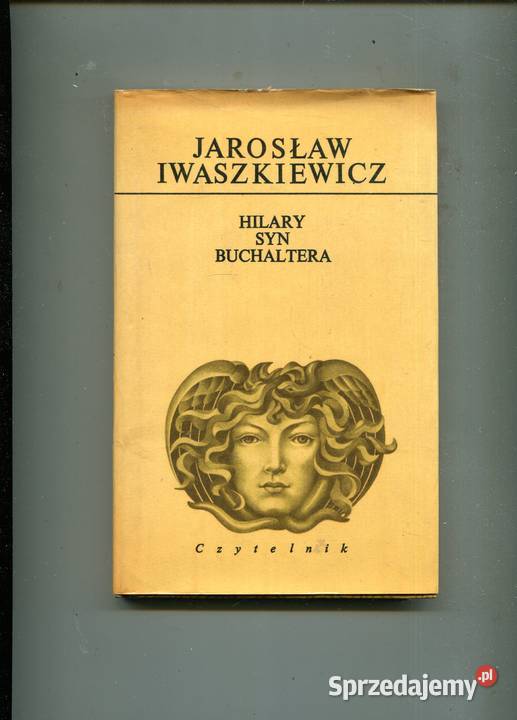 JAROSŁAW
IWASZKIEWICZ
HILARY
SYN
BUCHALTERA
Czytelnik
Sprzedajemy.pl